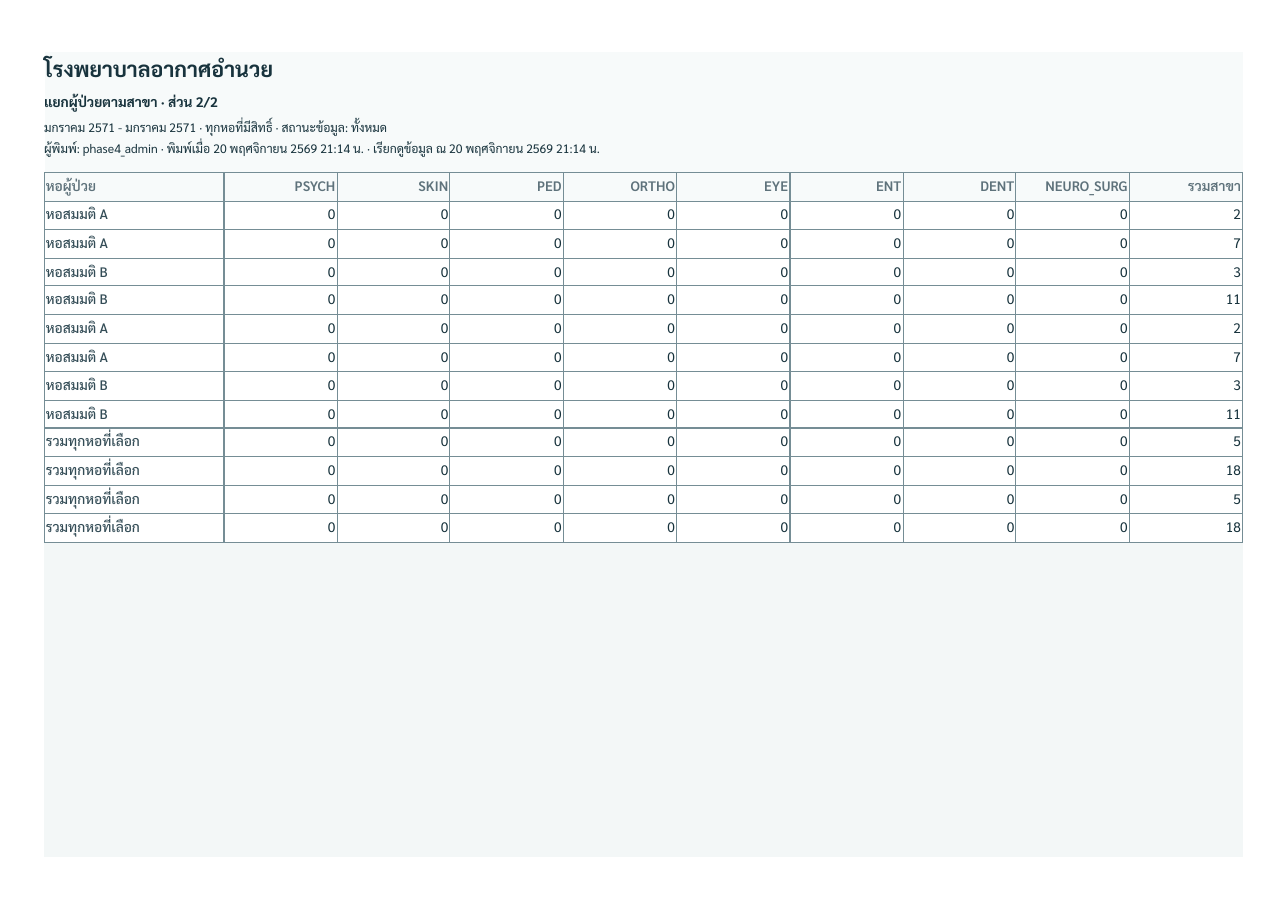 โรงพยาบาลอากาศอำนวย
แยกผู้ป่วยตามสาขา · ส่วน 2/2
มกราคม 2571 - มกราคม 2571 · ทุกหอที่มีสิทธิ์ · สถานะข้อมูล: ทั้งหมด
ผู้พิมพ์: phase4_admin · พิมพ์เมื่อ 20 พฤศจิกายน 2569 21:14 น. · เรียกดูข้อมูล ณ 20 พฤศจิกายน 2569 21:14 น.
หอผู้ป่วย PSYCH SKIN PED ORTHO EYE ENT DENT NEURO_SURG รวมสาขา
หอสมมติ A 0 0 0 0 0 0 0 0 2
หอสมมติ A 0 0 0 0 0 0 0 0 7
หอสมมติ B 0 0 0 0 0 0 0 0 3
หอสมมติ B 0 0 0 0 0 0 0 0 11
หอสมมติ A 0 0 0 0 0 0 0 0 2
หอสมมติ A 0 0 0 0 0 0 0 0 7
หอสมมติ B 0 0 0 0 0 0 0 0 3
หอสมมติ B 0 0 0 0 0 0 0 0 11
รวมทุกหอที่เลือก 0 0 0 0 0 0 0 0 5
รวมทุกหอที่เลือก 0 0 0 0 0 0 0 0 18
รวมทุกหอที่เลือก 0 0 0 0 0 0 0 0 5
รวมทุกหอที่เลือก 0 0 0 0 0 0 0 0 18